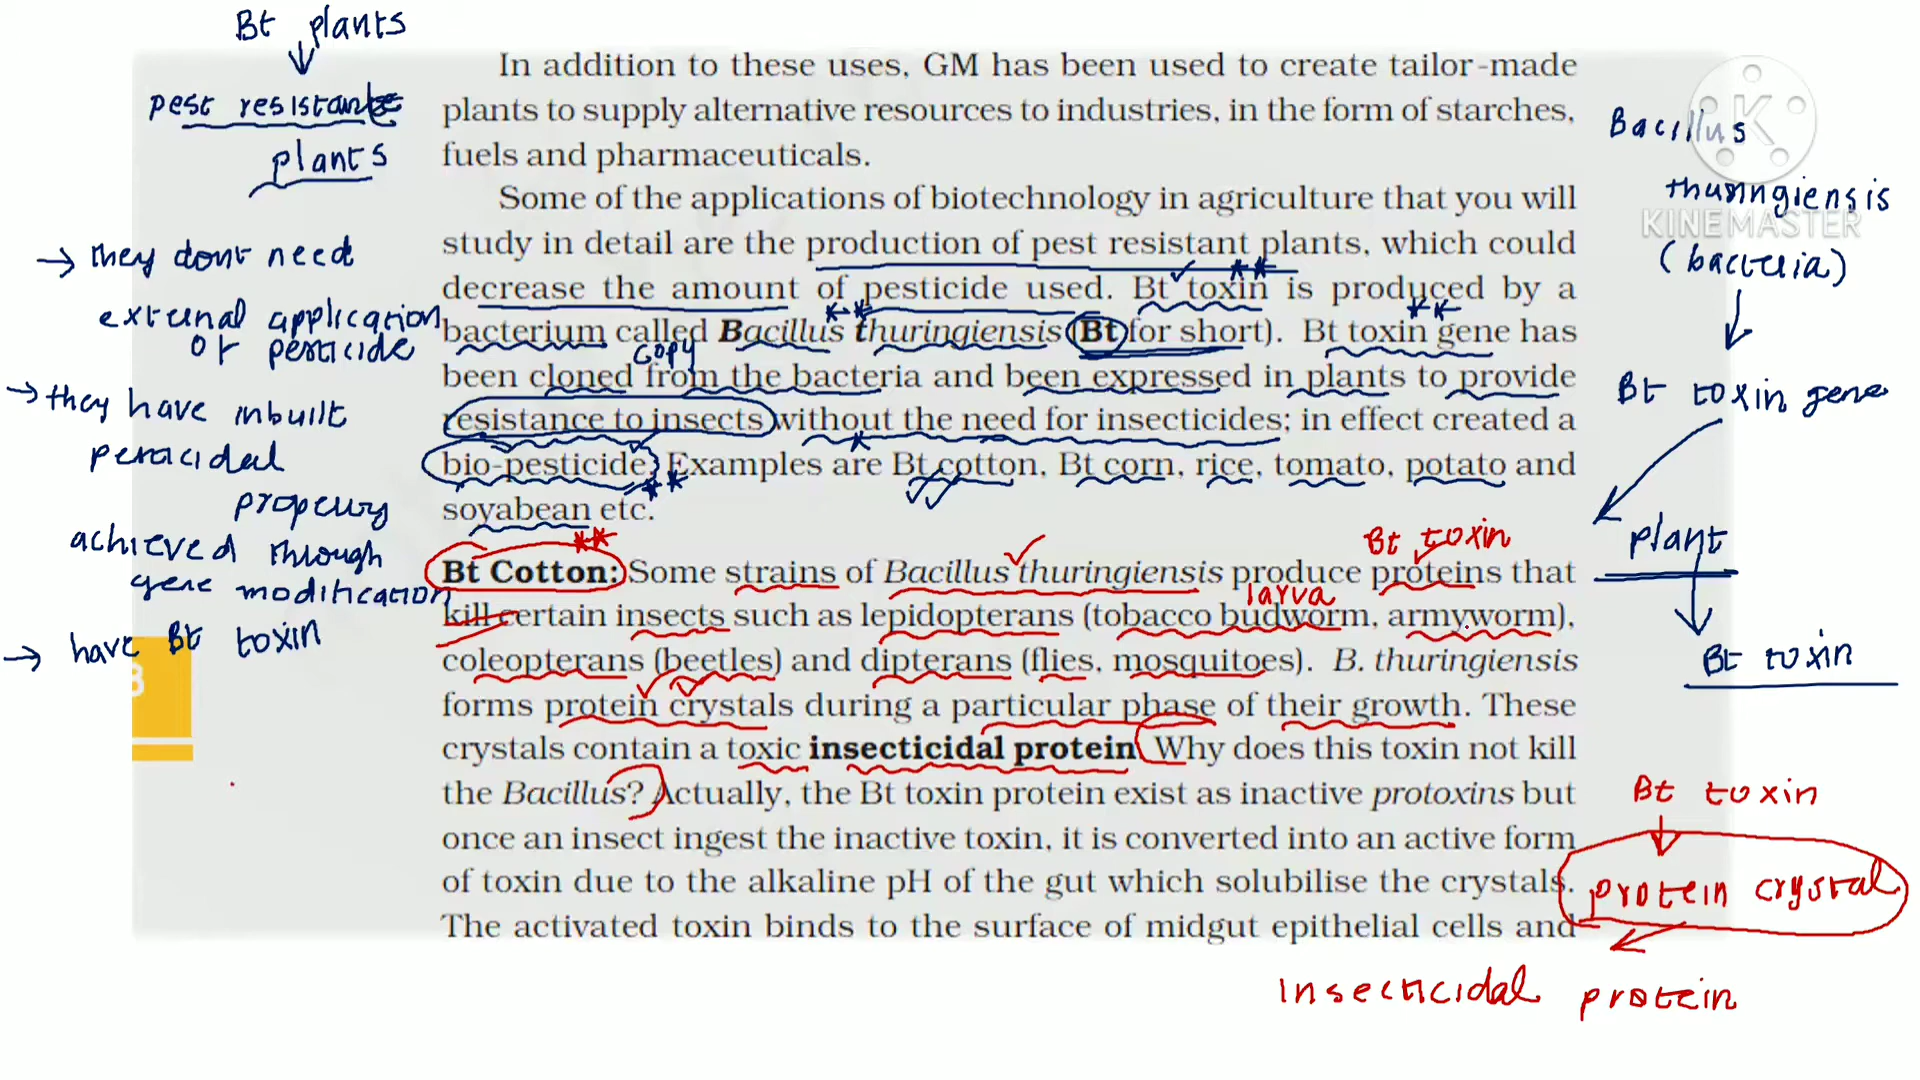 Bt plants
pest resistant
plants
→ they dont need
external application
of pesticide
→ they have inbuilt
peracidal
property
achieved through
gene modification
→ have Bt toxin
In addition to these uses, GM has been used to create tailor-made
plants to supply alternative resources to industries, in the form of starches,
fuels and pharmaceuticals.
Some of the applications of biotechnology in agriculture that you will
study in detail are the production of pest resistant plants, which could
decrease the amount of pesticide used. Bt toxin is produced by a
bacterium called Bacillus thuringiensis (Bt for short). Bt toxin gene has
copy
been cloned from the bacteria and been expressed in plants to provide
resistance to insects without the need for insecticides; in effect created a
bio-pesticide. Examples are Bt cotton, Bt corn, rice, tomato, potato and
soyabean etc.
Bt toxin
Bt Cotton: Some strains of Bacillus thuringiensis produce proteins that
larva
kill certain insects such as lepidopterans (tobacco budworm, armyworm),
coleopterans (beetles) and dipterans (flies, mosquitoes). B. thuringiensis
forms protein crystals during a particular phase of their growth. These
crystals contain a toxic insecticidal protein. Why does this toxin not kill
the Bacillus? Actually, the Bt toxin protein exist as inactive protoxins but
once an insect ingest the inactive toxin, it is converted into an active form
of toxin due to the alkaline pH of the gut which solubilise the crystals.
The activated toxin binds to the surface of midgut epithelial cells and
Bacillus
thuringiensis
(bacteria)
Bt toxin gene
plant
Bt toxin
Bt toxin
protein crystal
insecticidal protein
K
KINEMASTER